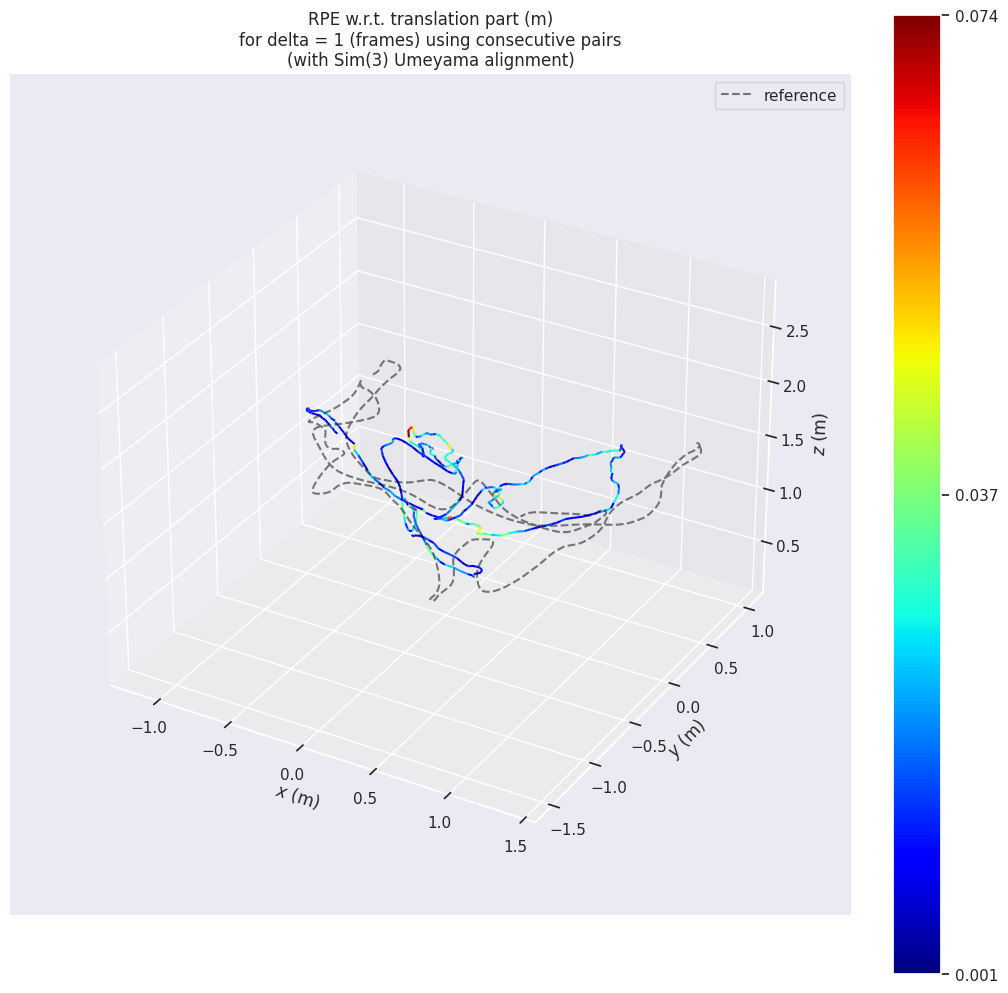 RPE w.r.t. translation part (m)
for delta = 1 (frames) using consecutive pairs
(with Sim(3) Umeyama alignment)
reference
0.074
0.037
0.001
2.5
2.0
1.5
1.0
0.5
z (m)
1.0
0.5
0.0
−0.5
−1.0
−1.5
y (m)
−1.0
−0.5
0.0
0.5
1.0
1.5
x (m)